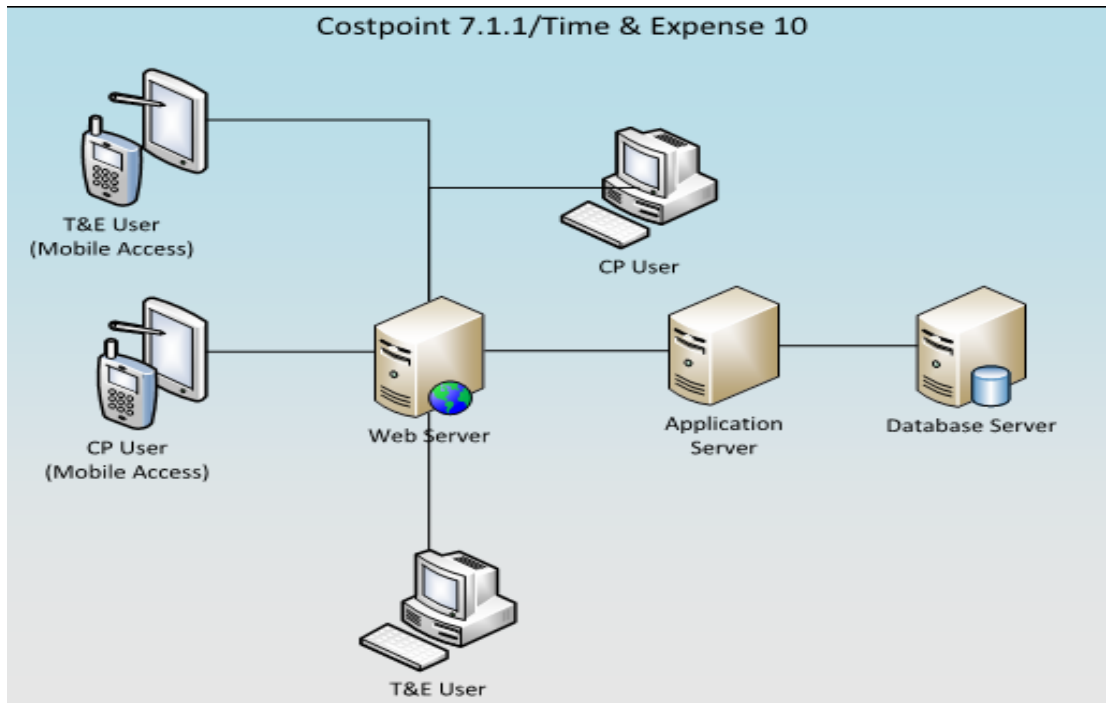 Costpoint 7.1.1/Time & Expense 10
T&E User
(Mobile Access)
CP User
CP User
(Mobile Access)
Web Server
Application
Server
Database Server
T&E User